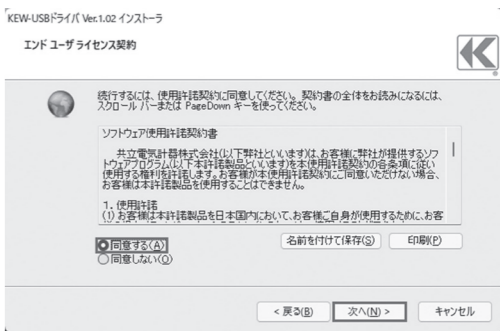 KEW-USBドライバ Ver.1.02 インストーラ
エンド ユーザ ライセンス契約
続行するには、使用許諾契約に同意してください。契約書の全体をお読みになるには、
スクロール バーまたは PageDown キーを使ってください。
ソフトウェア使用許諾契約書
共立電気計器株式会社(以下弊社といいます)は、お客様に弊社が提供するソフ
トウェアプログラム(以下本許諾製品といいます)を本使用許諾契約の各条項に従い
使用する権利を許諾します。お客様が本使用許諾契約にご同意いただけない場合、
お客様は本許諾製品を使用することはできません。
1. 使用許諾
(1) お客様は本許諾製品を日本国内において、お客様ご自身が使用するために、お客
同意する(A)
同意しない(O)
名前を付けて保存(S)
印刷(P)
< 戻る(B)
次へ(N) >
キャンセル